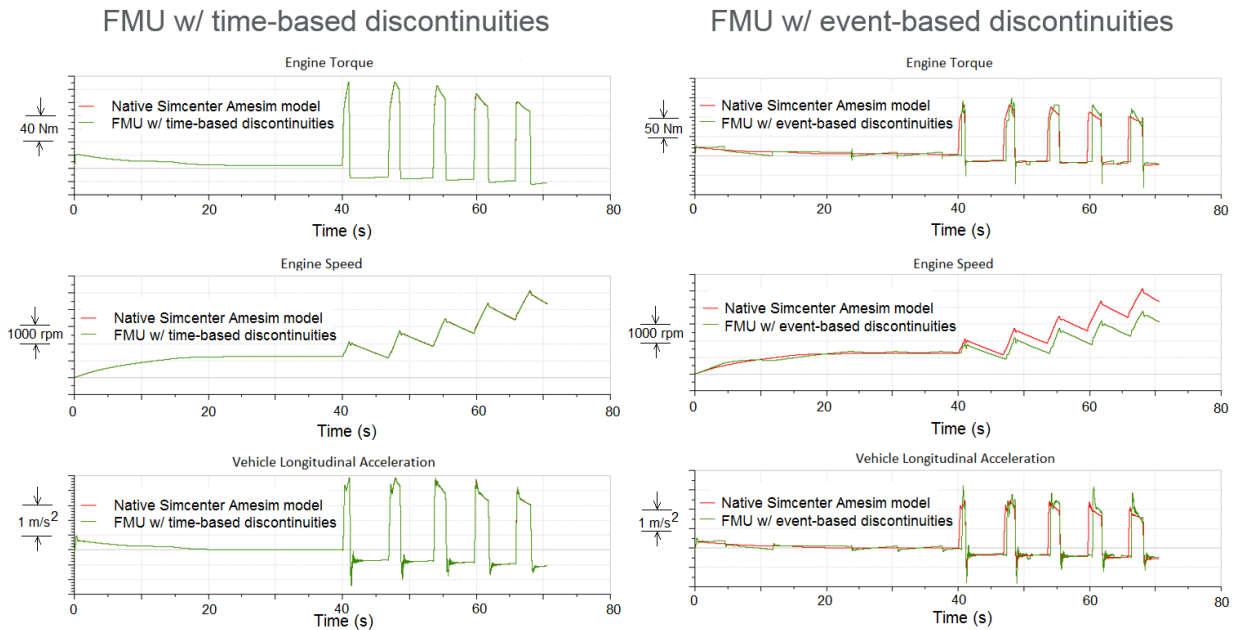 FMU w/ time-based discontinuities
Engine Torque
Native Simcenter Amesim model
FMU w/ time-based discontinuities
40 Nm
0 20 40 60 80
Time (s)
Engine Speed
Native Simcenter Amesim model
FMU w/ time-based discontinuities
1000 rpm
0 20 40 60 80
Time (s)
Vehicle Longitudinal Acceleration
Native Simcenter Amesim model
FMU w/ time-based discontinuities
1 m/s²
0 20 40 60 80
Time (s)
FMU w/ event-based discontinuities
Engine Torque
Native Simcenter Amesim model
FMU w/ event-based discontinuities
50 Nm
0 20 40 60 80
Time (s)
Engine Speed
Native Simcenter Amesim model
FMU w/ event-based discontinuities
1000 rpm
0 20 40 60 80
Time (s)
Vehicle Longitudinal Acceleration
Native Simcenter Amesim model
FMU w/ event-based discontinuities
1 m/s²
0 20 40 60 80
Time (s)